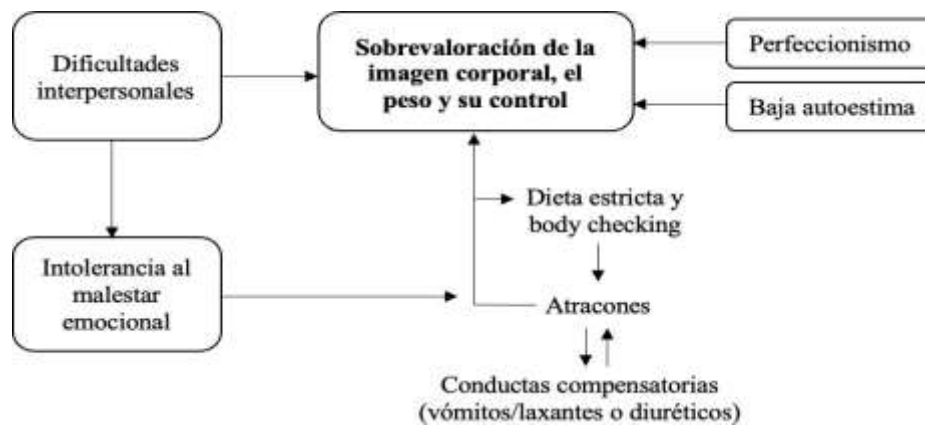 Dificultades
interpersonales
Sobrevaloración de la
imagen corporal, el
peso y su control
Perfeccionismo
Baja autoestima
Dieta estricta y
body checking
Intolerancia al
malestar
emocional
Atracones
Conductas compensatorias
(vómitos/laxantes o diuréticos)